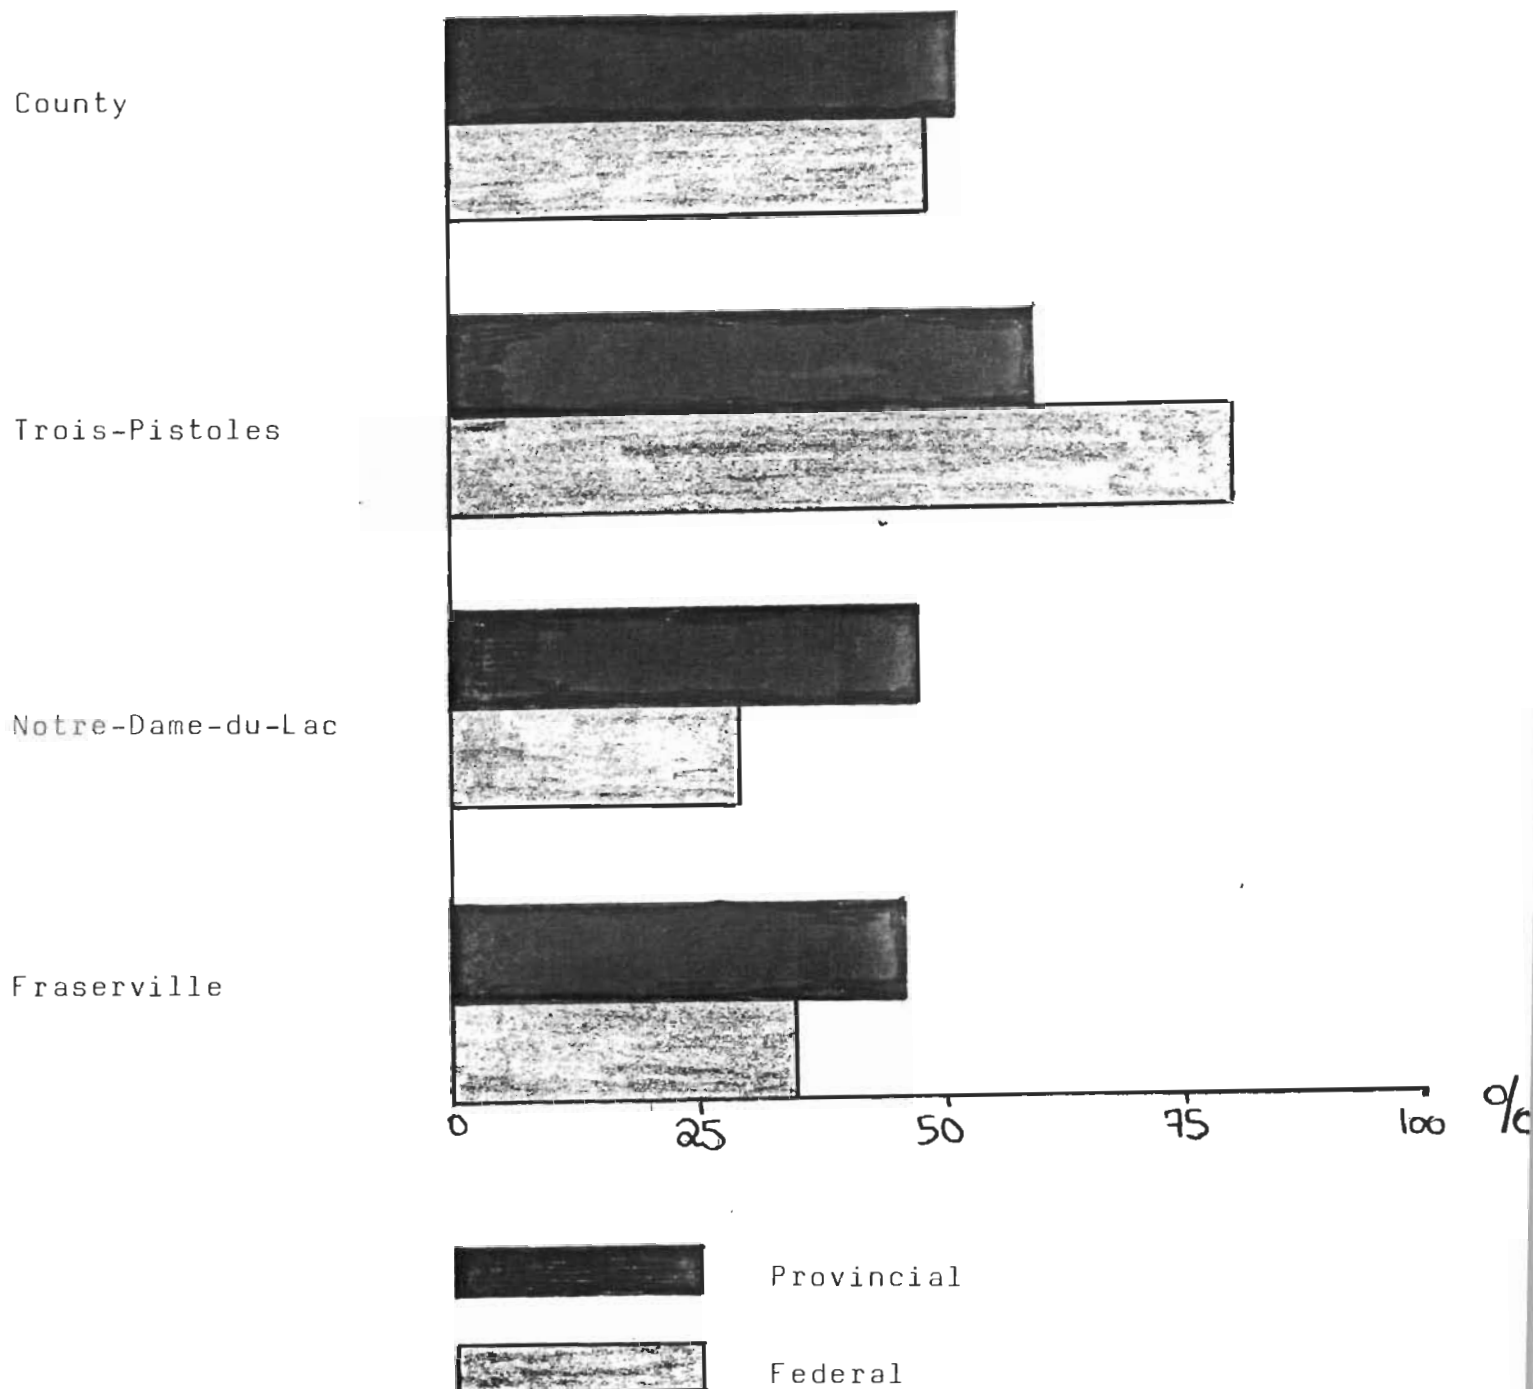 County
Trois-Pistoles
Notre-Dame-du-Lac
Fraserville
0 25 50 75 100 %
Provincial
Federal